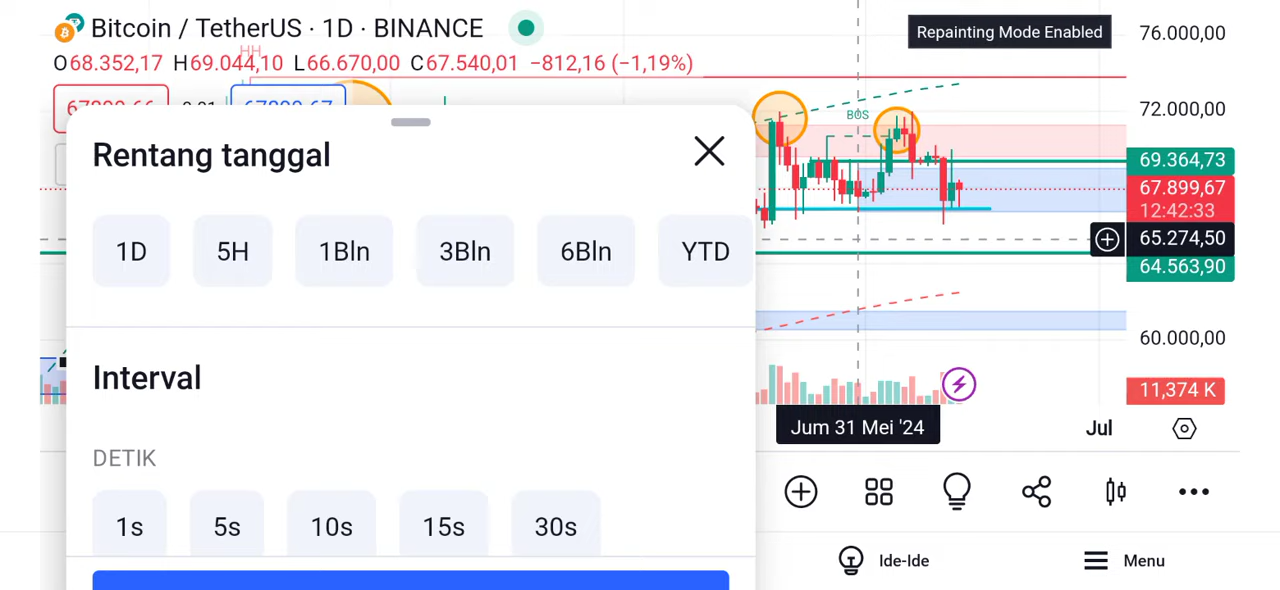 Bitcoin / TetherUS · 1D · BINANCE
Repainting Mode Enabled
76.000,00
HH
O68.352,17 H69.044,10 L66.670,00 C67.540,01 −812,16 (−1,19%)
72.000,00
BOS
Rentang tanggal
69.364,73
67.899,67
12:42:33
1D 5H 1Bln 3Bln 6Bln YTD
65.274,50
64.563,90
60.000,00
Interval
11,374 K
Jum 31 Mei '24
Jul
DETIK
1s 5s 10s 15s 30s
Ide-Ide
Menu